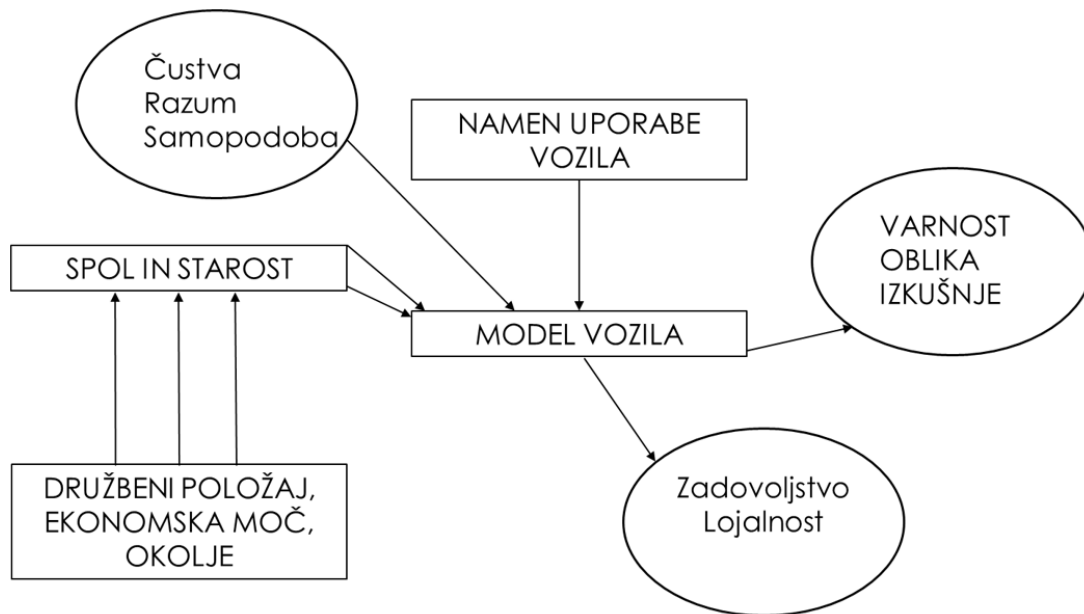 Čustva
Razum
Samopodoba
NAMEN UPORABE
VOZILA
VARNOST
OBLIKA
IZKUŠNJE
SPOL IN STAROST
MODEL VOZILA
DRUŽBENI POLOŽAJ,
EKONOMSKA MOČ,
OKOLJE
Zadovoljstvo
Lojalnost